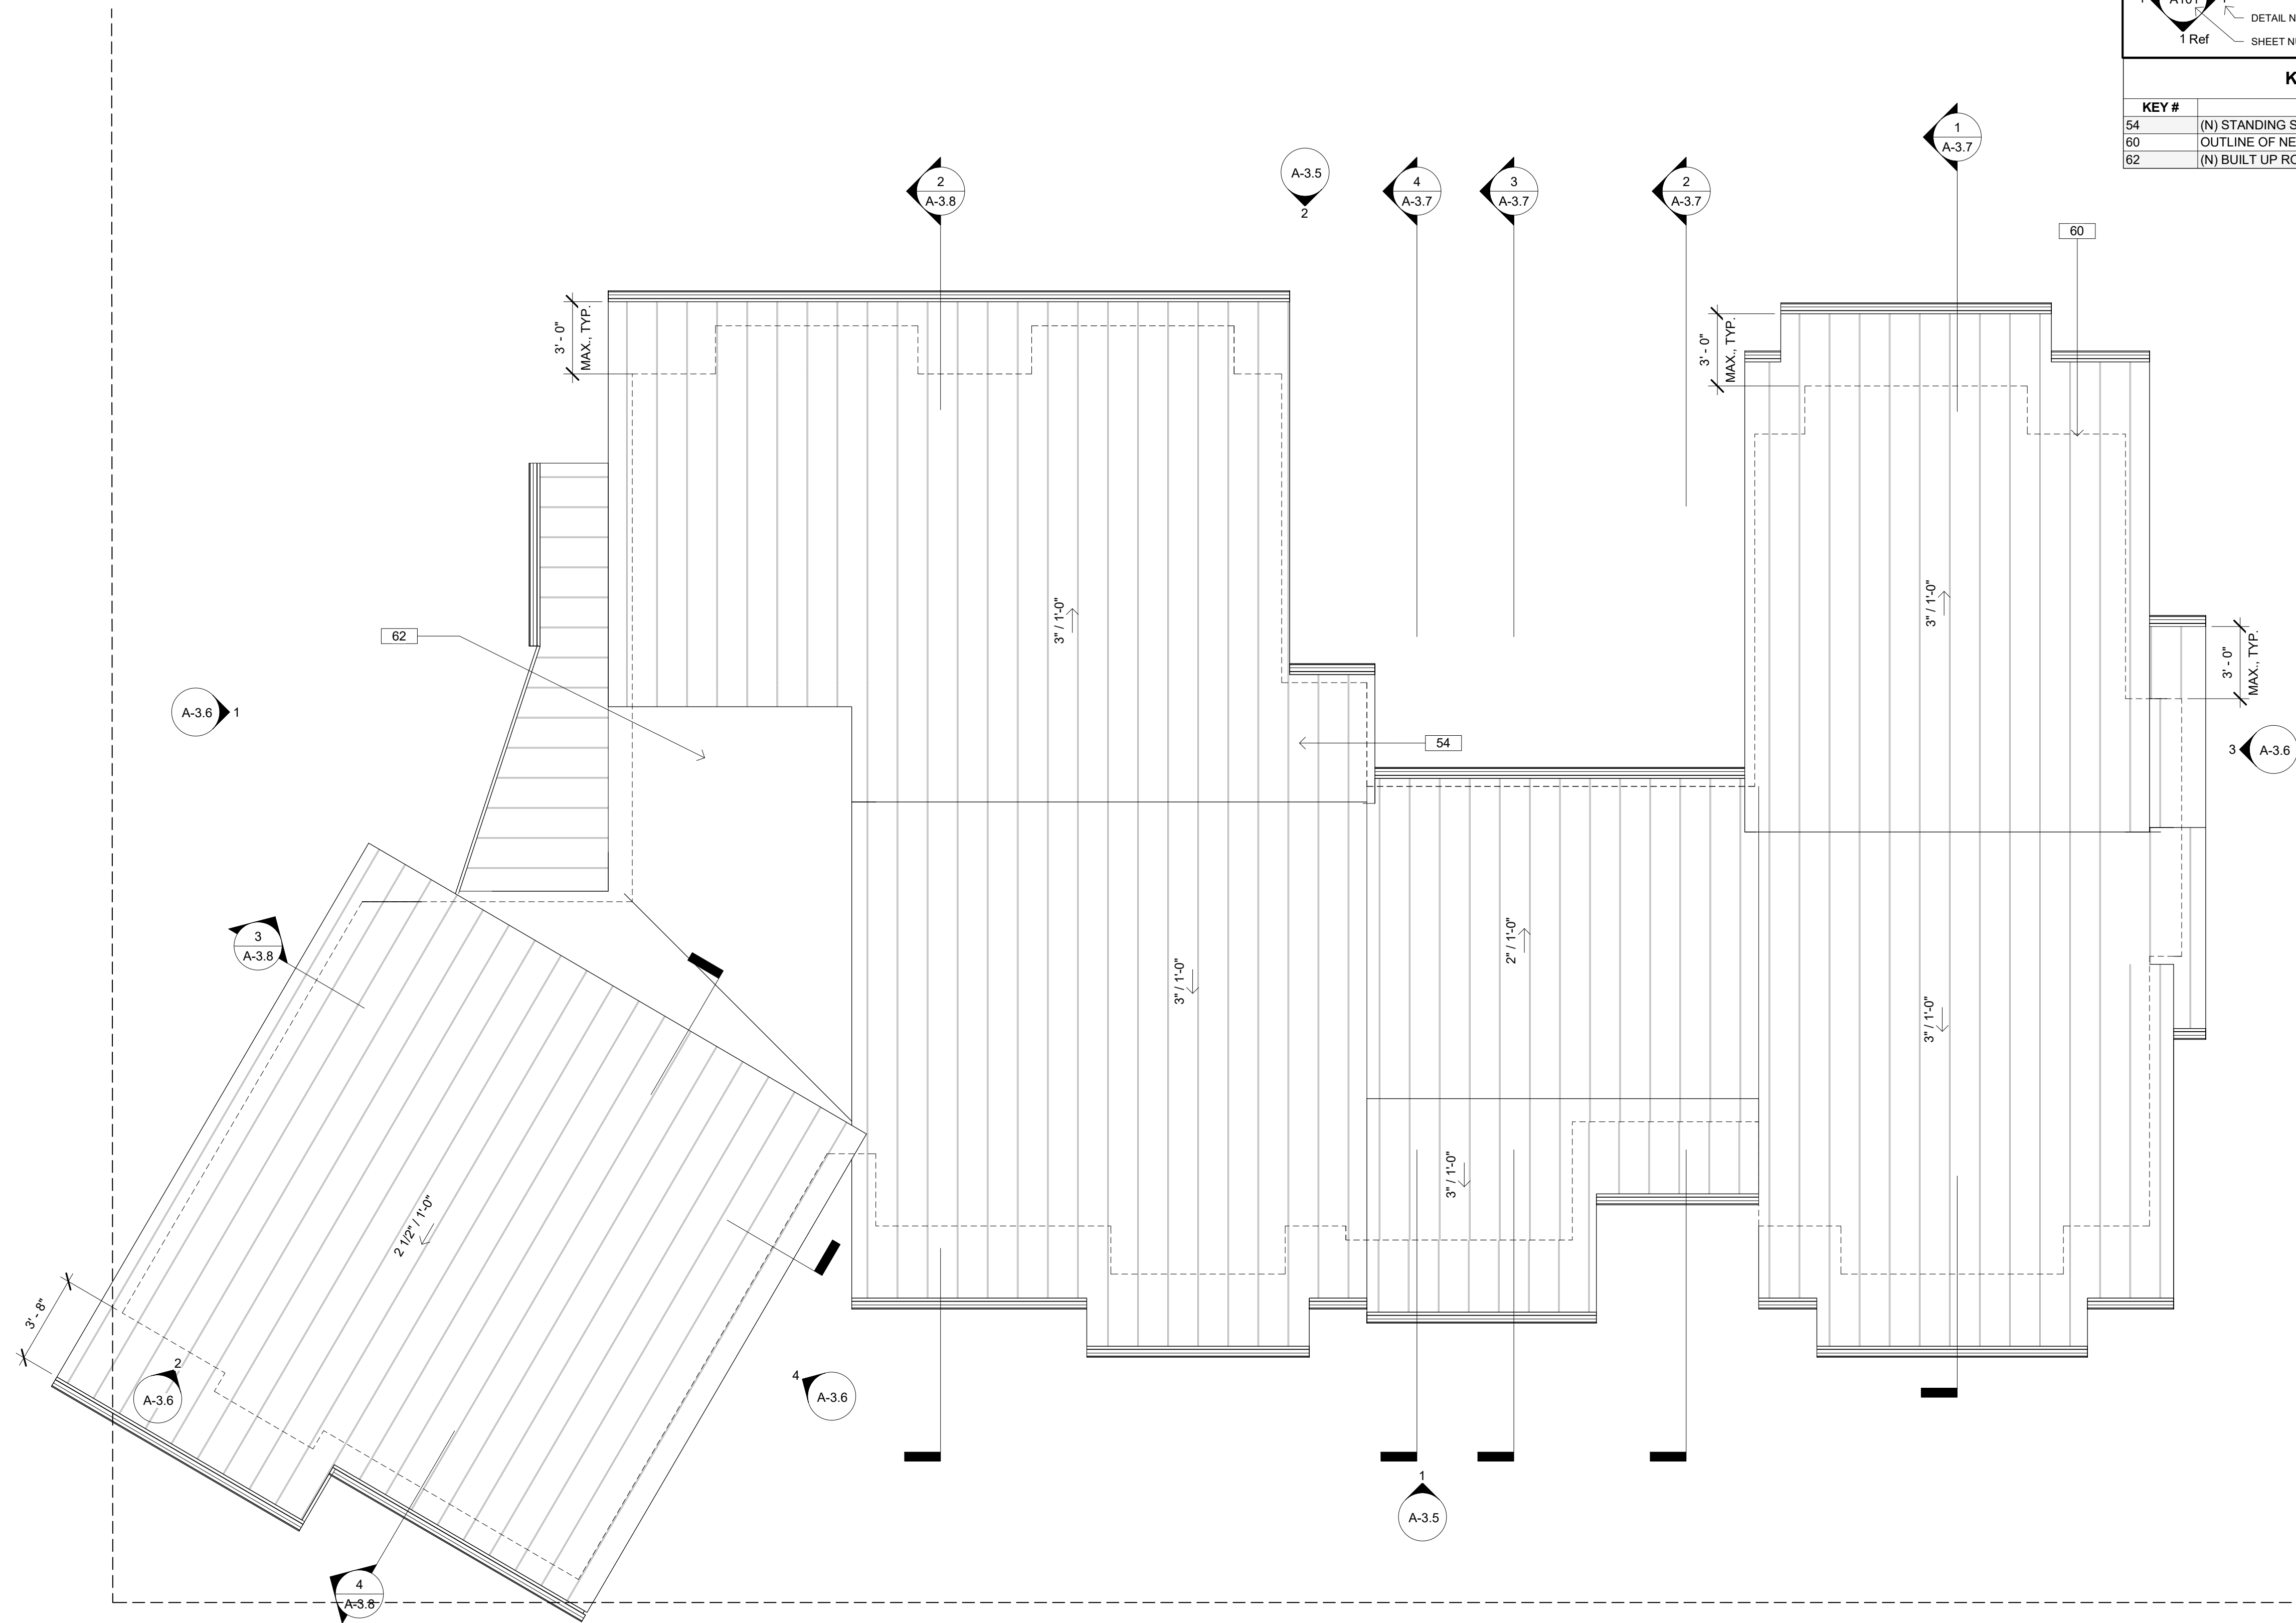 A101
1
DETAIL N
1 Ref
SHEET NU
K
KEY #
54 (N) STANDING S
60 OUTLINE OF NE
62 (N) BUILT UP RO
1
A-3.7
2
A-3.8
A-3.5
2
4
A-3.7
3
A-3.7
2
A-3.7
60
3' - 0"
MAX., TYP.
3' - 0"
MAX., TYP.
3" / 1'-0"
3" / 1'-0"
62
3' - 0"
MAX., TYP.
A-3.6 1
54
3 A-3.6
3
A-3.8
2" / 1'-0"
3" / 1'-0"
3" / 1'-0"
3" / 1'-0"
2 1/2" / 1'-0"
3' - 8"
2
A-3.6
4
A-3.6
1
A-3.5
4
A-3.8